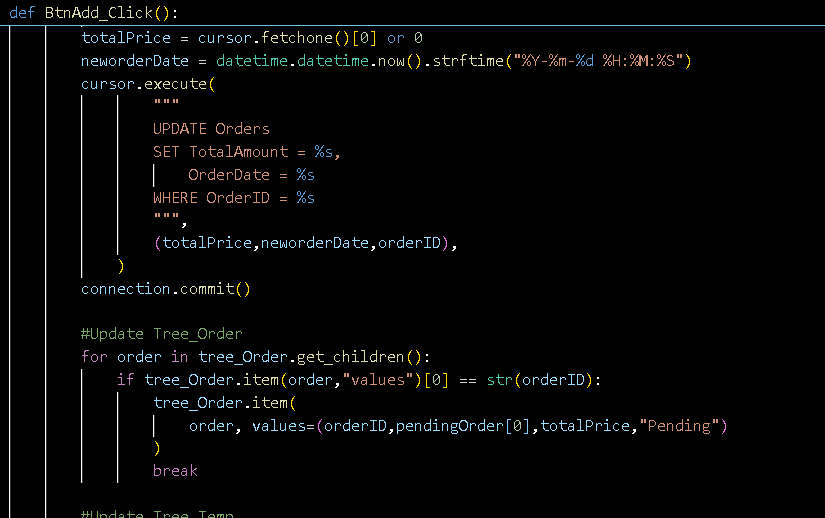 def BtnAdd_Click():
totalPrice = cursor.fetchone()[0] or 0
neworderDate = datetime.datetime.now().strftime("%Y-%m-%d %H:%M:%S")
cursor.execute(
"""
UPDATE Orders
SET TotalAmount = %s,
OrderDate = %s
WHERE OrderID = %s
""",
(totalPrice,neworderDate,orderID),
)
connection.commit()
#Update Tree_Order
for order in tree_Order.get_children():
if tree_Order.item(order,"values")[0] == str(orderID):
tree_Order.item(
order, values=(orderID,pendingOrder[0],totalPrice,"Pending")
)
break
#Update Tree_Temp